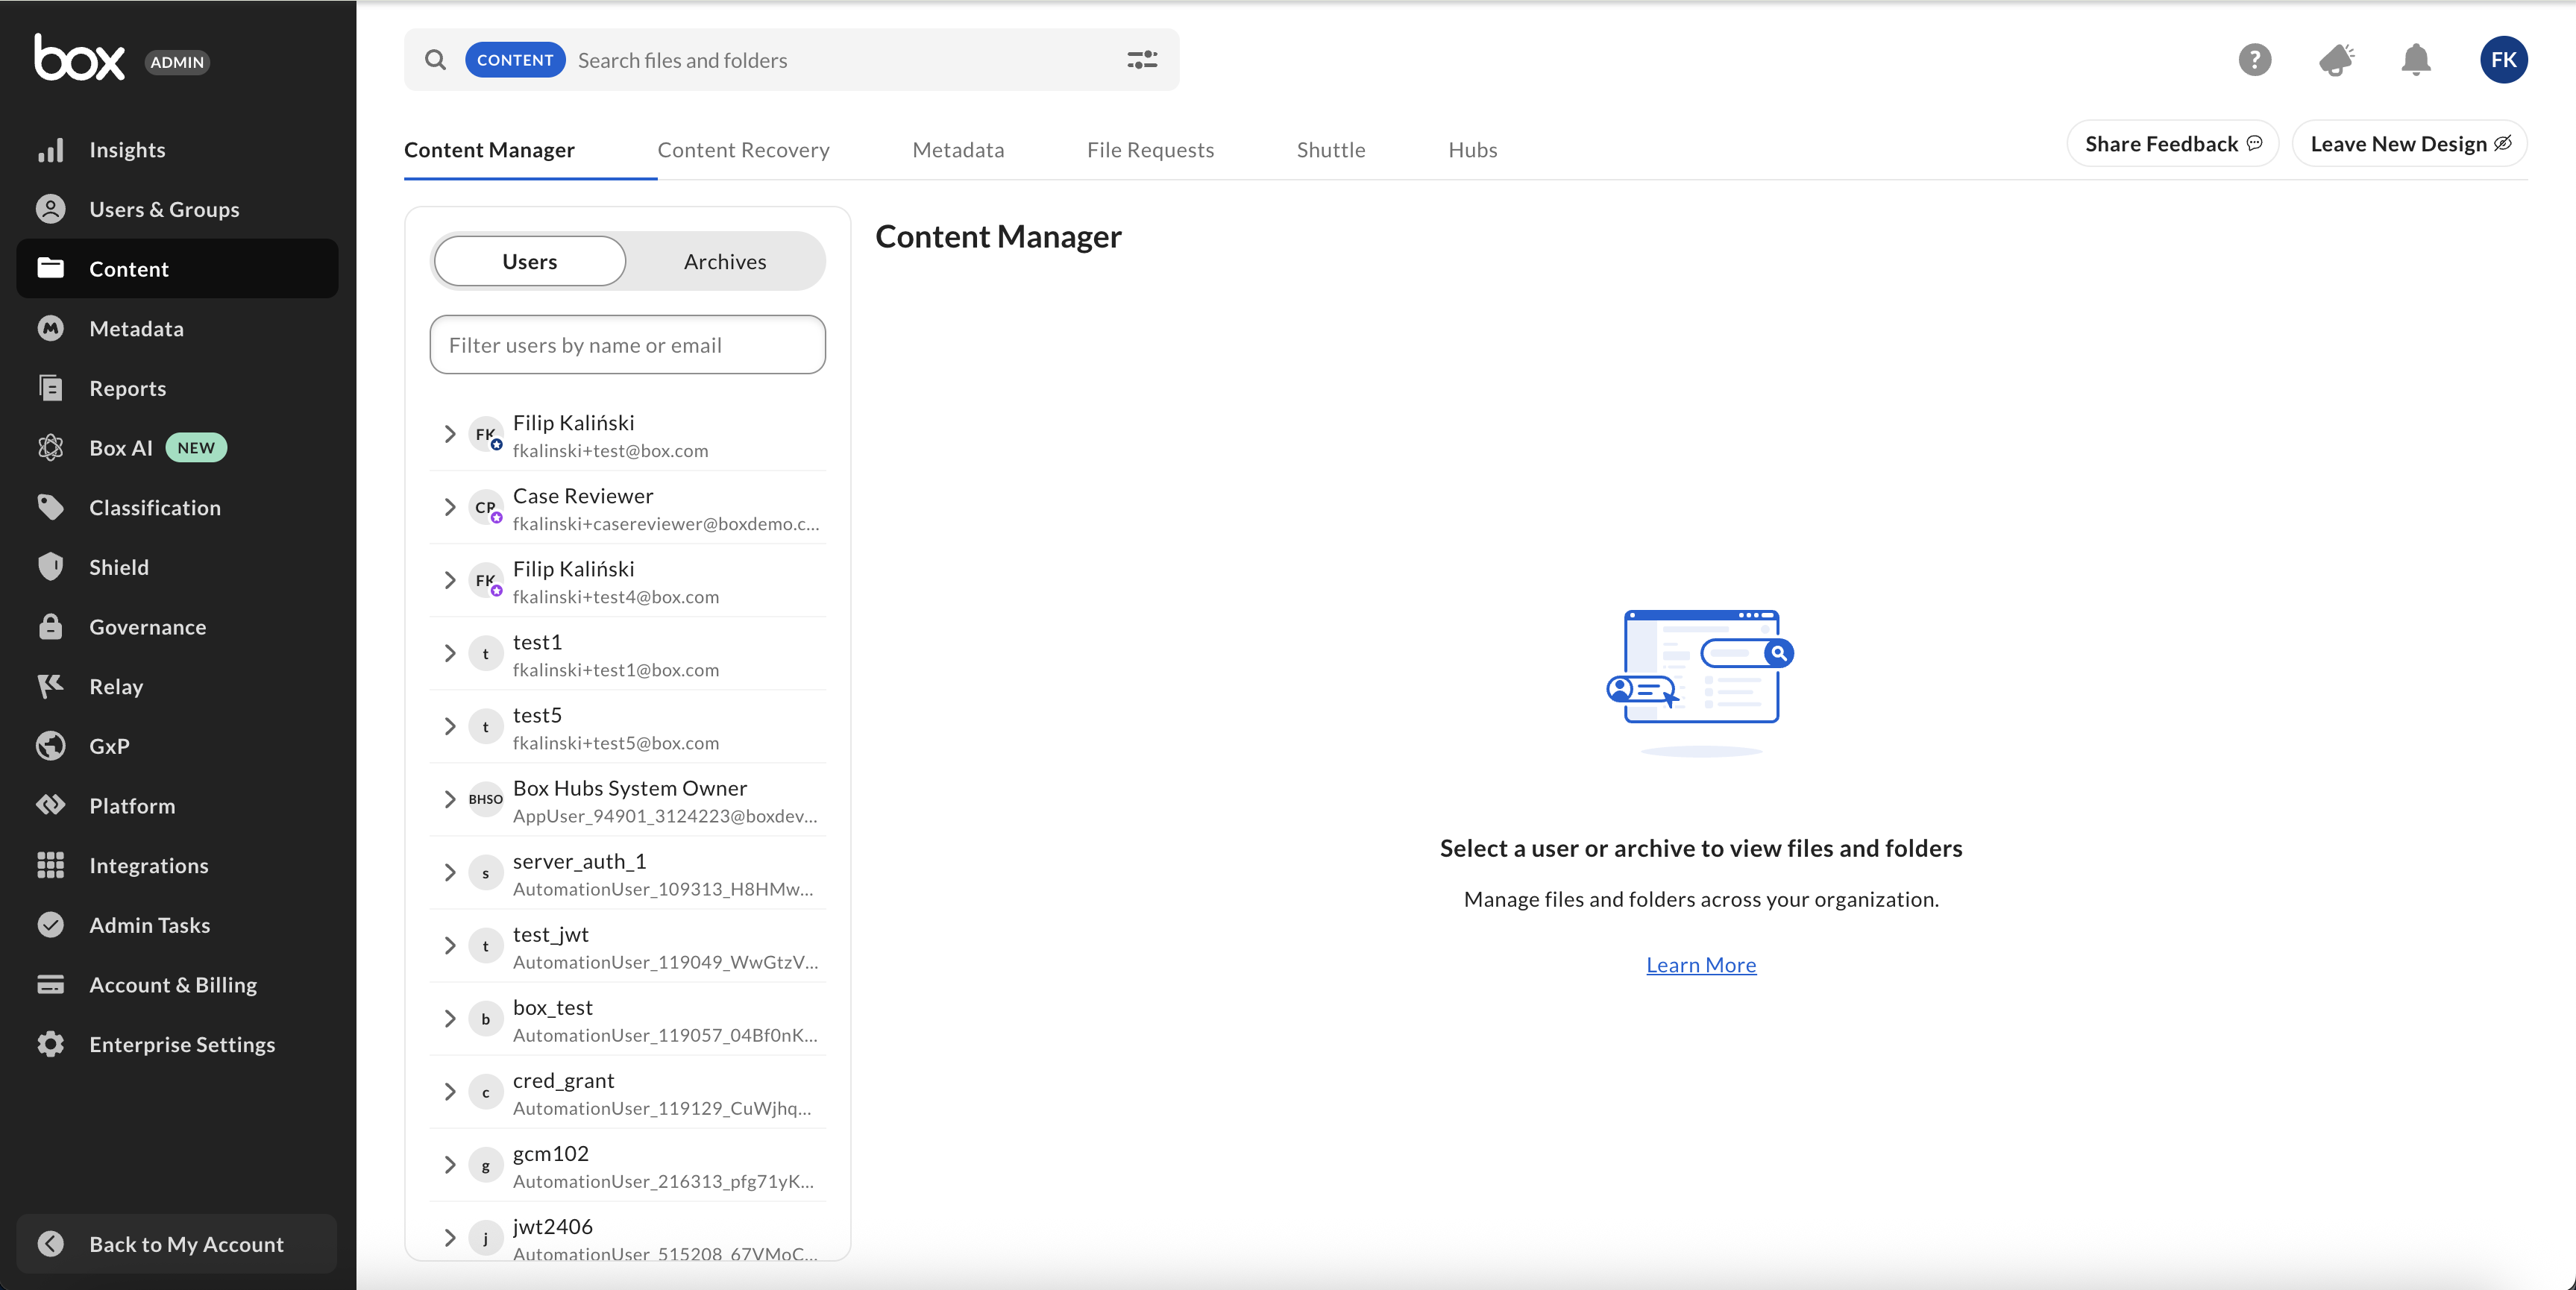 box ADMIN
Insights
Users & Groups
Content
Metadata
Reports
Box AI NEW
Classification
Shield
Governance
Relay
GxP
Platform
Integrations
Admin Tasks
Account & Billing
Enterprise Settings
Back to My Account
CONTENT Search files and folders
? FK
Content Manager Content Recovery Metadata File Requests Shuttle Hubs
Share Feedback Leave New Design
Users Archives
Filter users by name or email
FK Filip Kaliński
fkalinski+test@box.com
CR Case Reviewer
fkalinski+casereviewer@boxdemo.c...
FK Filip Kaliński
fkalinski+test4@box.com
t test1
fkalinski+test1@box.com
t test5
fkalinski+test5@box.com
BHSO Box Hubs System Owner
AppUser_94901_3124223@boxdev...
s server_auth_1
AutomationUser_109313_H8HMw...
t test_jwt
AutomationUser_119049_WwGtzV...
b box_test
AutomationUser_119057_04Bf0nK...
c cred_grant
AutomationUser_119129_CuWjhq...
g gcm102
AutomationUser_216313_pfg71yK...
j jwt2406
AutomationUser_515208_67VMoC...
Content Manager
Select a user or archive to view files and folders
Manage files and folders across your organization.
Learn More